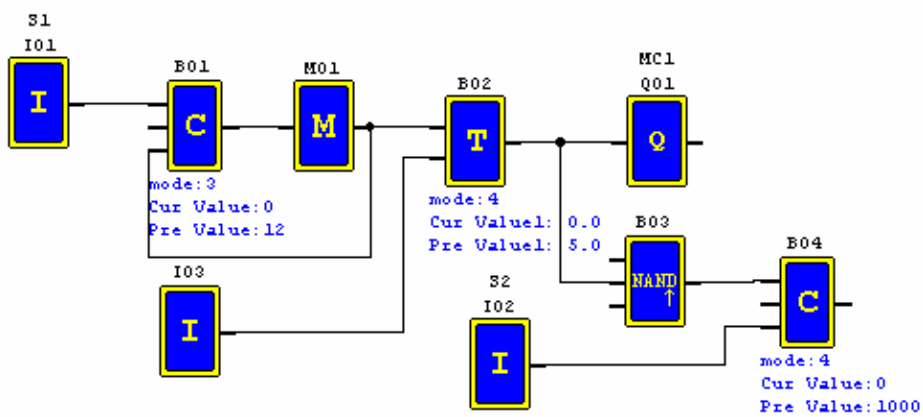 S1
I01
I
B01
C
mode:3
Cur Value:0
Pre Value:12
M01
M
I03
I
B02
T
mode:4
Cur Value1: 0.0
Pre Value1: 5.0
MC1
Q01
Q
B03
NAND
↑
S2
I02
I
B04
C
mode:4
Cur Value:0
Pre Value:1000